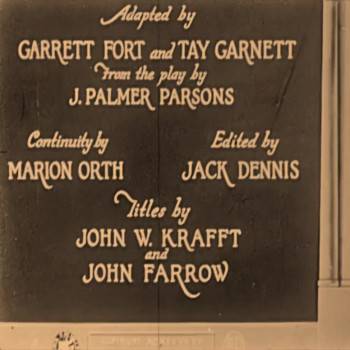 Adapted by
GARRETT FORT and TAY GARNETT
From the play by
J. PALMER PARSONS
Continuity by
MARION ORTH
Edited by
JACK DENNIS
Titles by
JOHN W. KRAFFT
and
JOHN FARROW